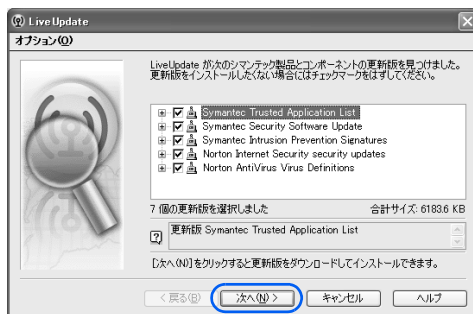 LiveUpdate
オプション(O)
LiveUpdate が次のシマンテック製品とコンポーネントの更新版を見つけました。
更新版をインストールしたくない場合にはチェックマークをはずしてください。
Symantec Trusted Application List
Symantec Security Software Update
Symantec Intrusion Prevention Signatures
Norton Internet Security security updates
Norton AntiVirus Virus Definitions
7 個の更新版を選択しました 合計サイズ: 6183.6 KB
更新版 Symantec Trusted Application List
[次へ(N)]をクリックすると更新版をダウンロードしてインストールできます。
< 戻る(B) 次へ(N) > キャンセル ヘルプ